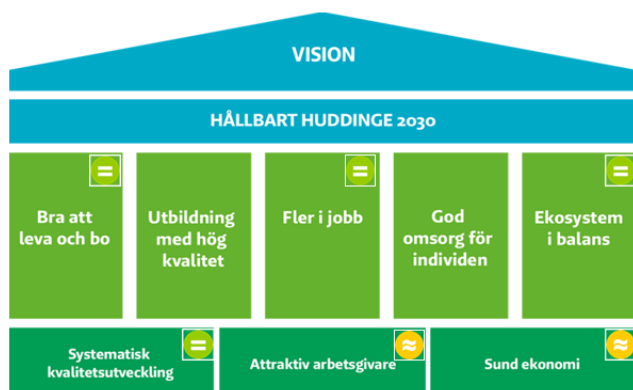 VISION
HÅLLBART HUDDINGE 2030
=
=
=
Bra att
leva och bo
Utbildning
med hög
kvalitet
Fler i jobb
God
omsorg för
individen
Ekosystem
i balans
=
≈
≈
Systematisk
kvalitetsutveckling
Attraktiv arbetsgivare
Sund ekonomi